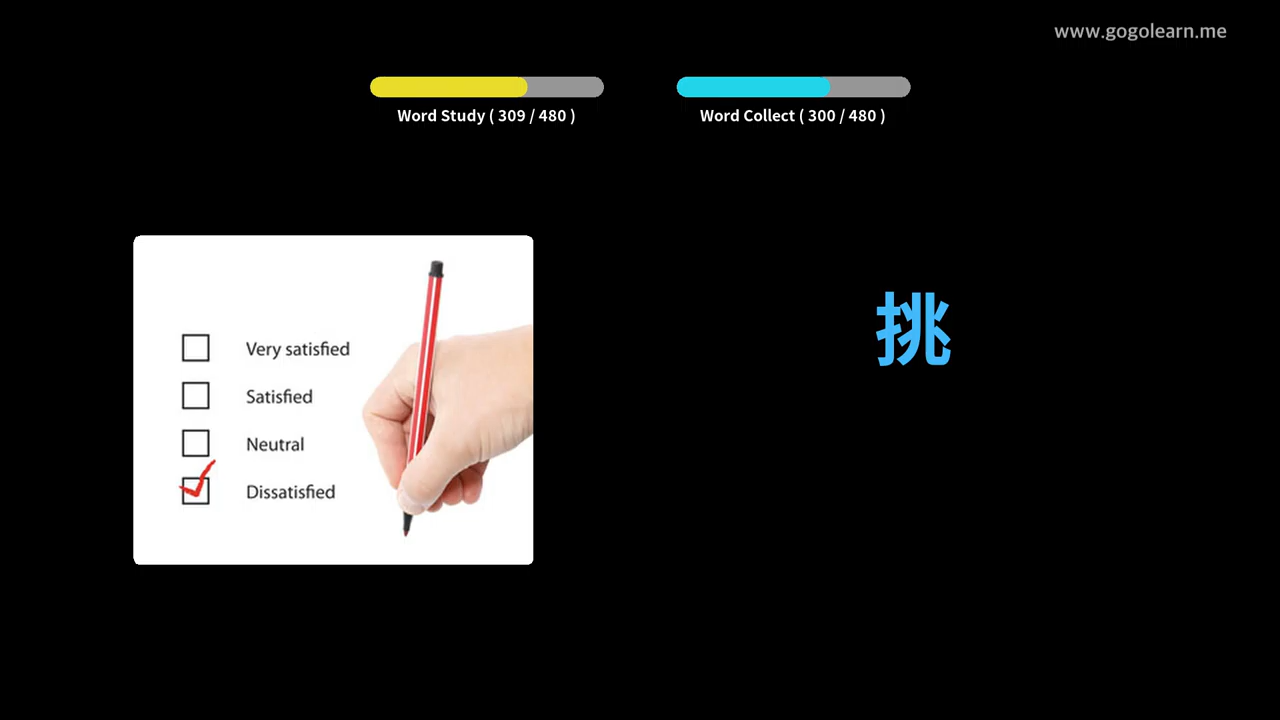 www.gogolearn.me
Word Study ( 309 / 480 )
Word Collect ( 300 / 480 )
挑
Very satisfied
Satisfied
Neutral
Dissatisfied